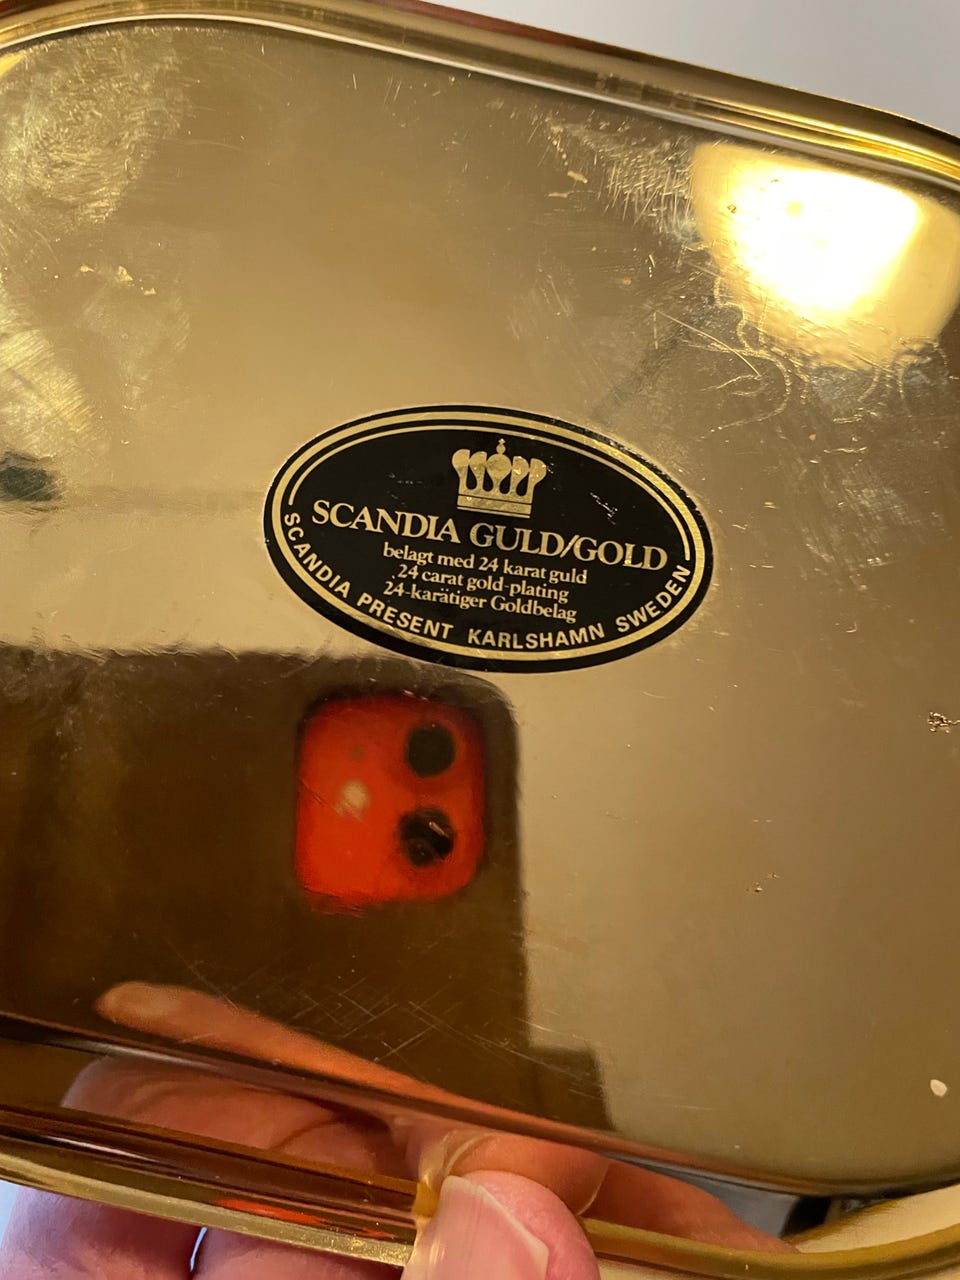 SCANDIA GULD/GOLD
belagt med 24 karat guld
24 carat gold-plating
24-karätiger Goldbelag
SCANDIA PRESENT KARLSHAMN SWEDEN